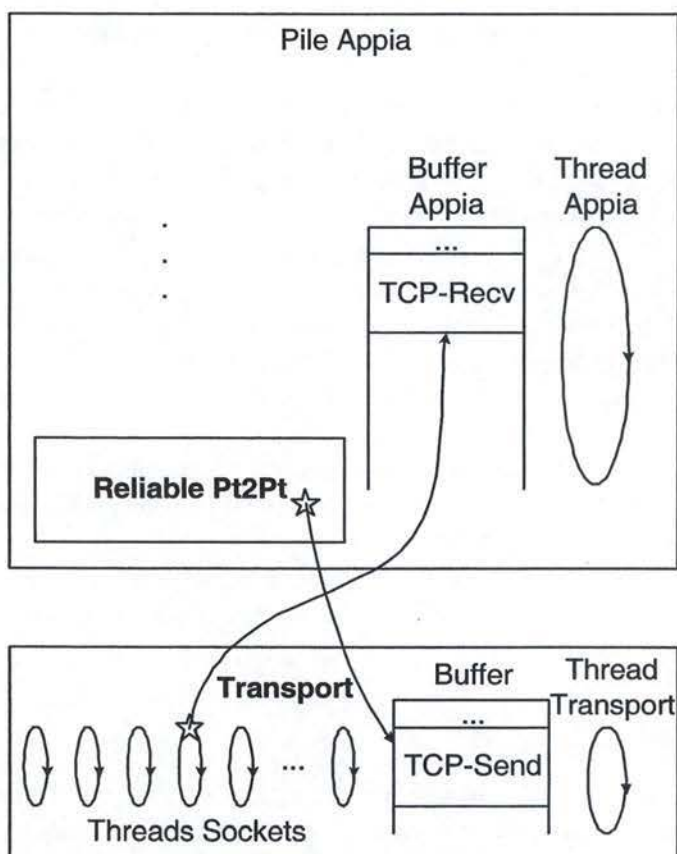 Pile Appia
Buffer
Appia
Thread
Appia
...
TCP-Recv
Reliable Pt2Pt
Transport
Buffer
Thread
Transport
...
TCP-Send
...
Threads Sockets